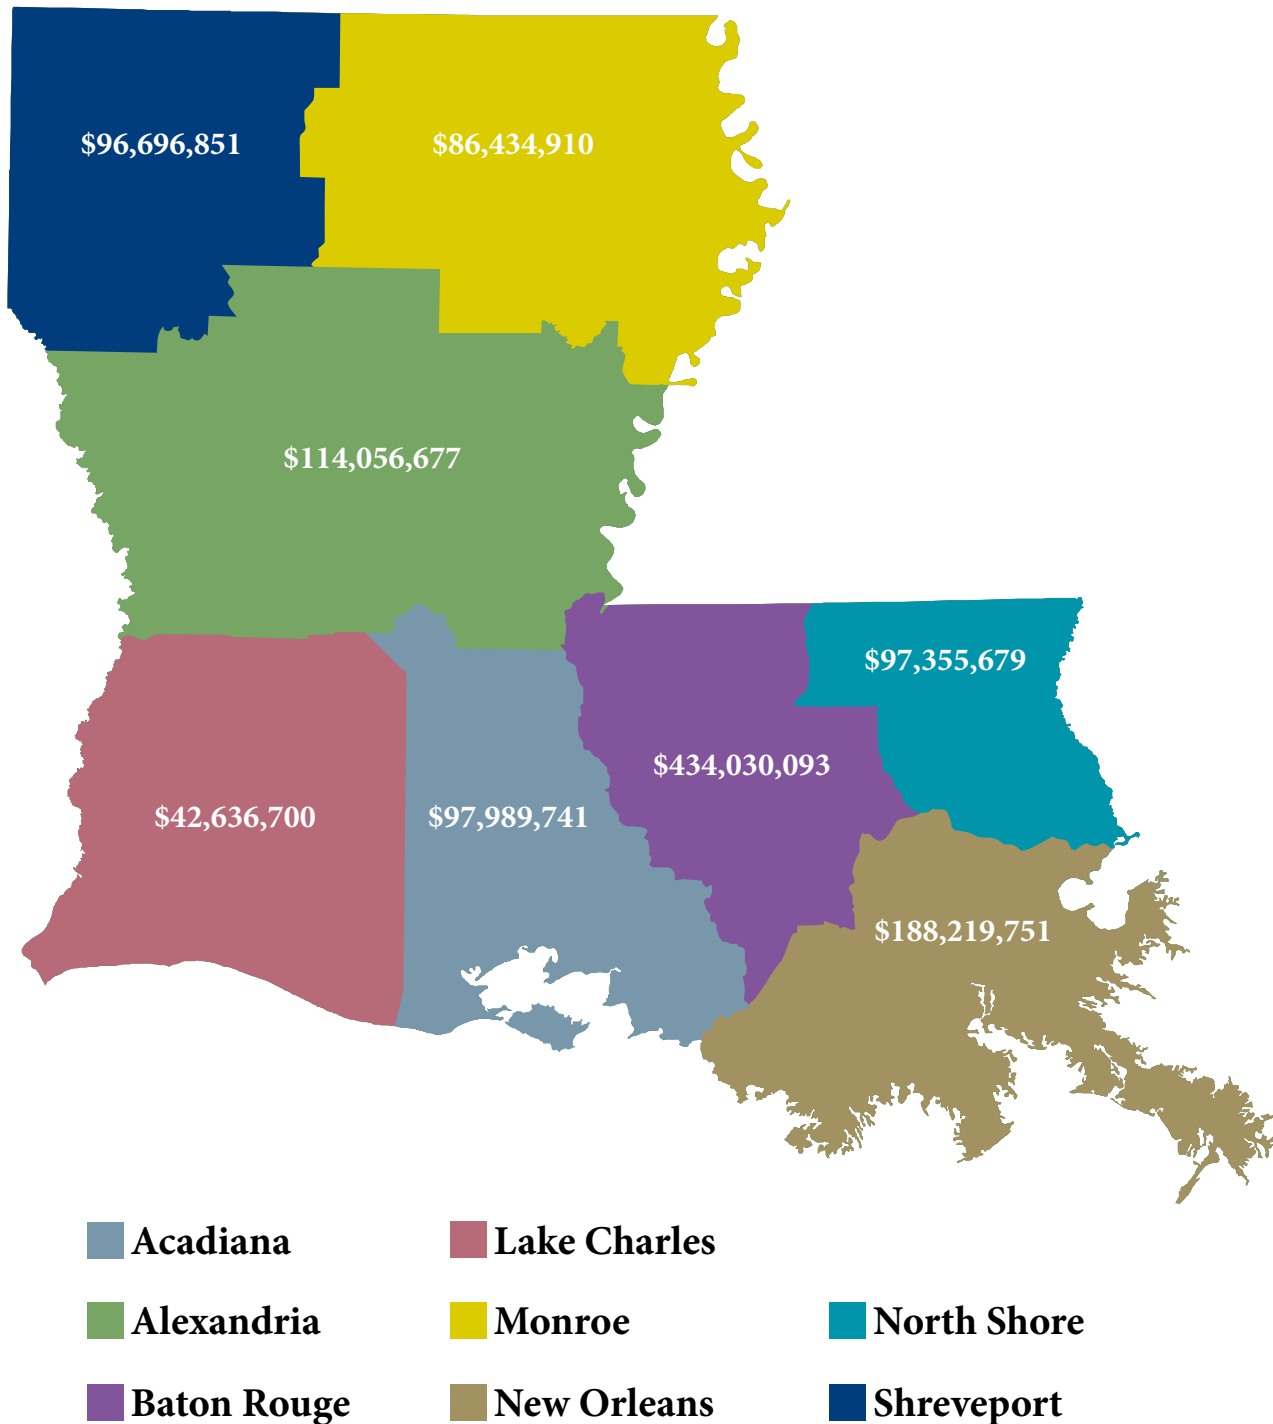 $96,696,851
$86,434,910
$114,056,677
$97,355,679
$434,030,093
$42,636,700
$97,989,741
$188,219,751
Acadiana
Lake Charles
Alexandria
Monroe
North Shore
Baton Rouge
New Orleans
Shreveport